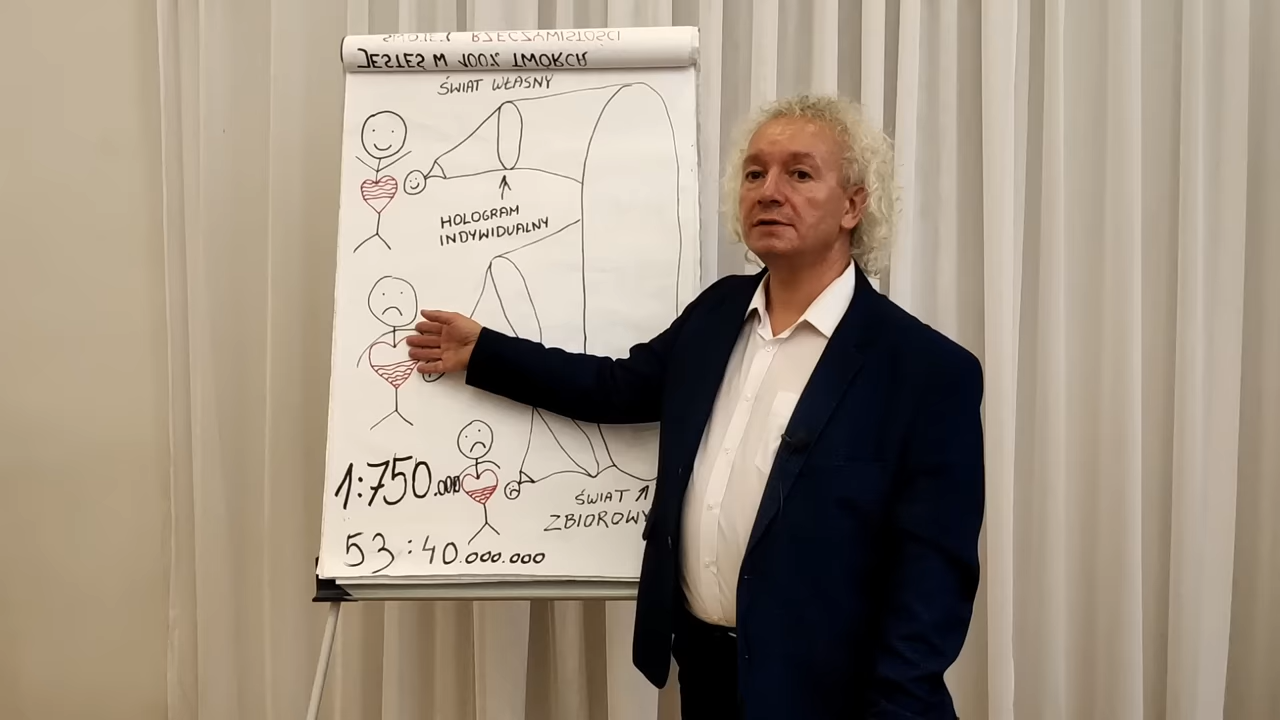 SWOJEJ RZECZYWISTOŚCI
JESTEŚ M 100% TWÓRCĄ
ŚWIAT WŁASNY
HOLOGRAM
INDYWIDUALNY
1:750.000
ŚWIAT
ZBIOROWY
53:40.000.000